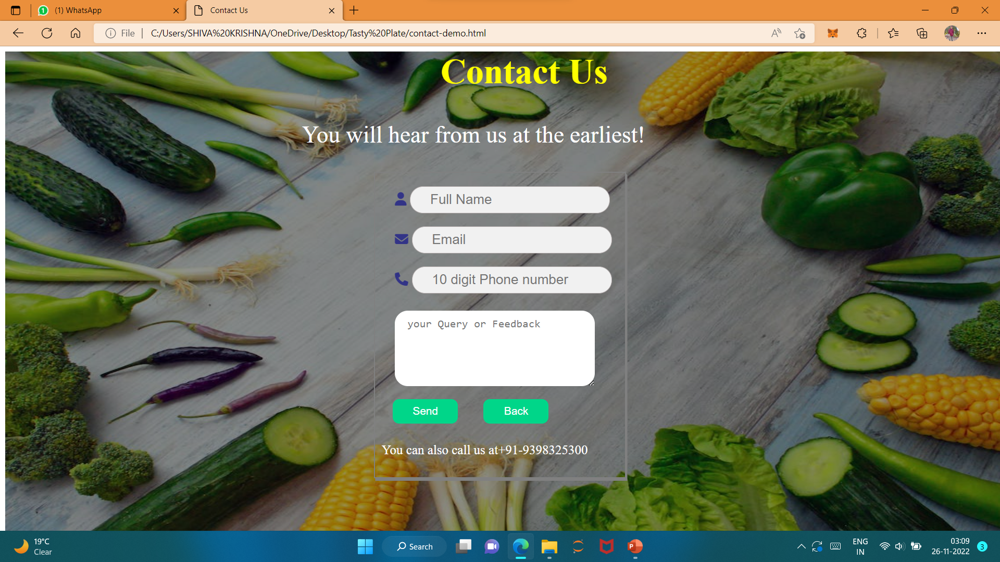 (1) WhatsApp
Contact Us
File
C:/Users/SHIVA%20KRISHNA/OneDrive/Desktop/Tasty%20Plate/contact-demo.html
Contact Us
You will hear from us at the earliest!
Full Name
Email
10 digit Phone number
your Query or Feedback
Send Back
You can also call us at+91-9398325300
19°C
Clear
Search
ENG
IN
03:09
26-11-2022
3